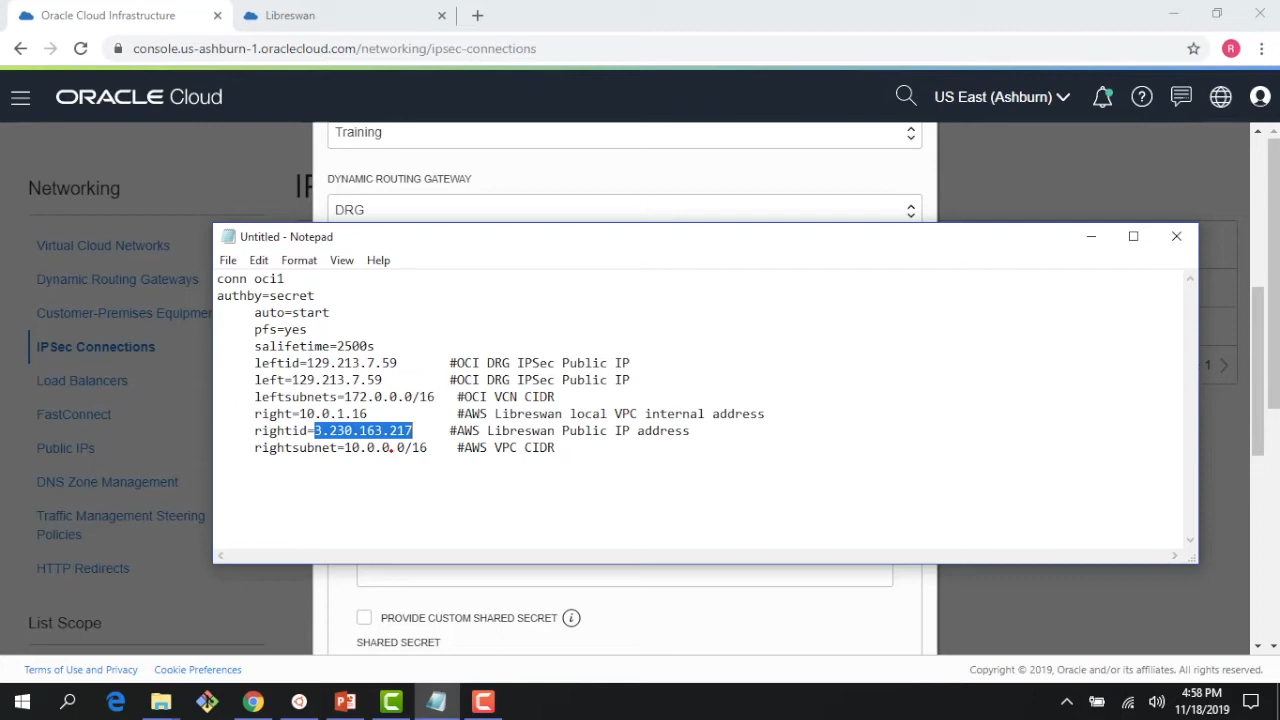 Oracle Cloud Infrastructure
Libreswan
console.us-ashburn-1.oraclecloud.com/networking/ipsec-connections
R
ORACLE Cloud
US East (Ashburn)
Training
DYNAMIC ROUTING GATEWAY
DRG
Networking
IP
Virtual Cloud Networks
Dynamic Routing Gateways
Customer-Premises Equipmer
IPSec Connections
Load Balancers
FastConnect
Public IPs
DNS Zone Management
Traffic Management Steering
Policies
HTTP Redirects
List Scope
Untitled - Notepad
File Edit Format View Help
conn oci1
authby=secret
auto=start
pfs=yes
salifetime=2500s
leftid=129.213.7.59 #OCI DRG IPSec Public IP
left=129.213.7.59 #OCI DRG IPSec Public IP
leftsubnets=172.0.0.0/16 #OCI VCN CIDR
right=10.0.1.16 #AWS Libreswan local VPC internal address
rightid=3.230.163.217 #AWS Libreswan Public IP address
rightsubnet=10.0.0.0/16 #AWS VPC CIDR
1
PROVIDE CUSTOM SHARED SECRET i
SHARED SECRET
Terms of Use and Privacy Cookie Preferences
Copyright © 2019, Oracle and/or its affiliates. All rights reserved.
4:58 PM
11/18/2019